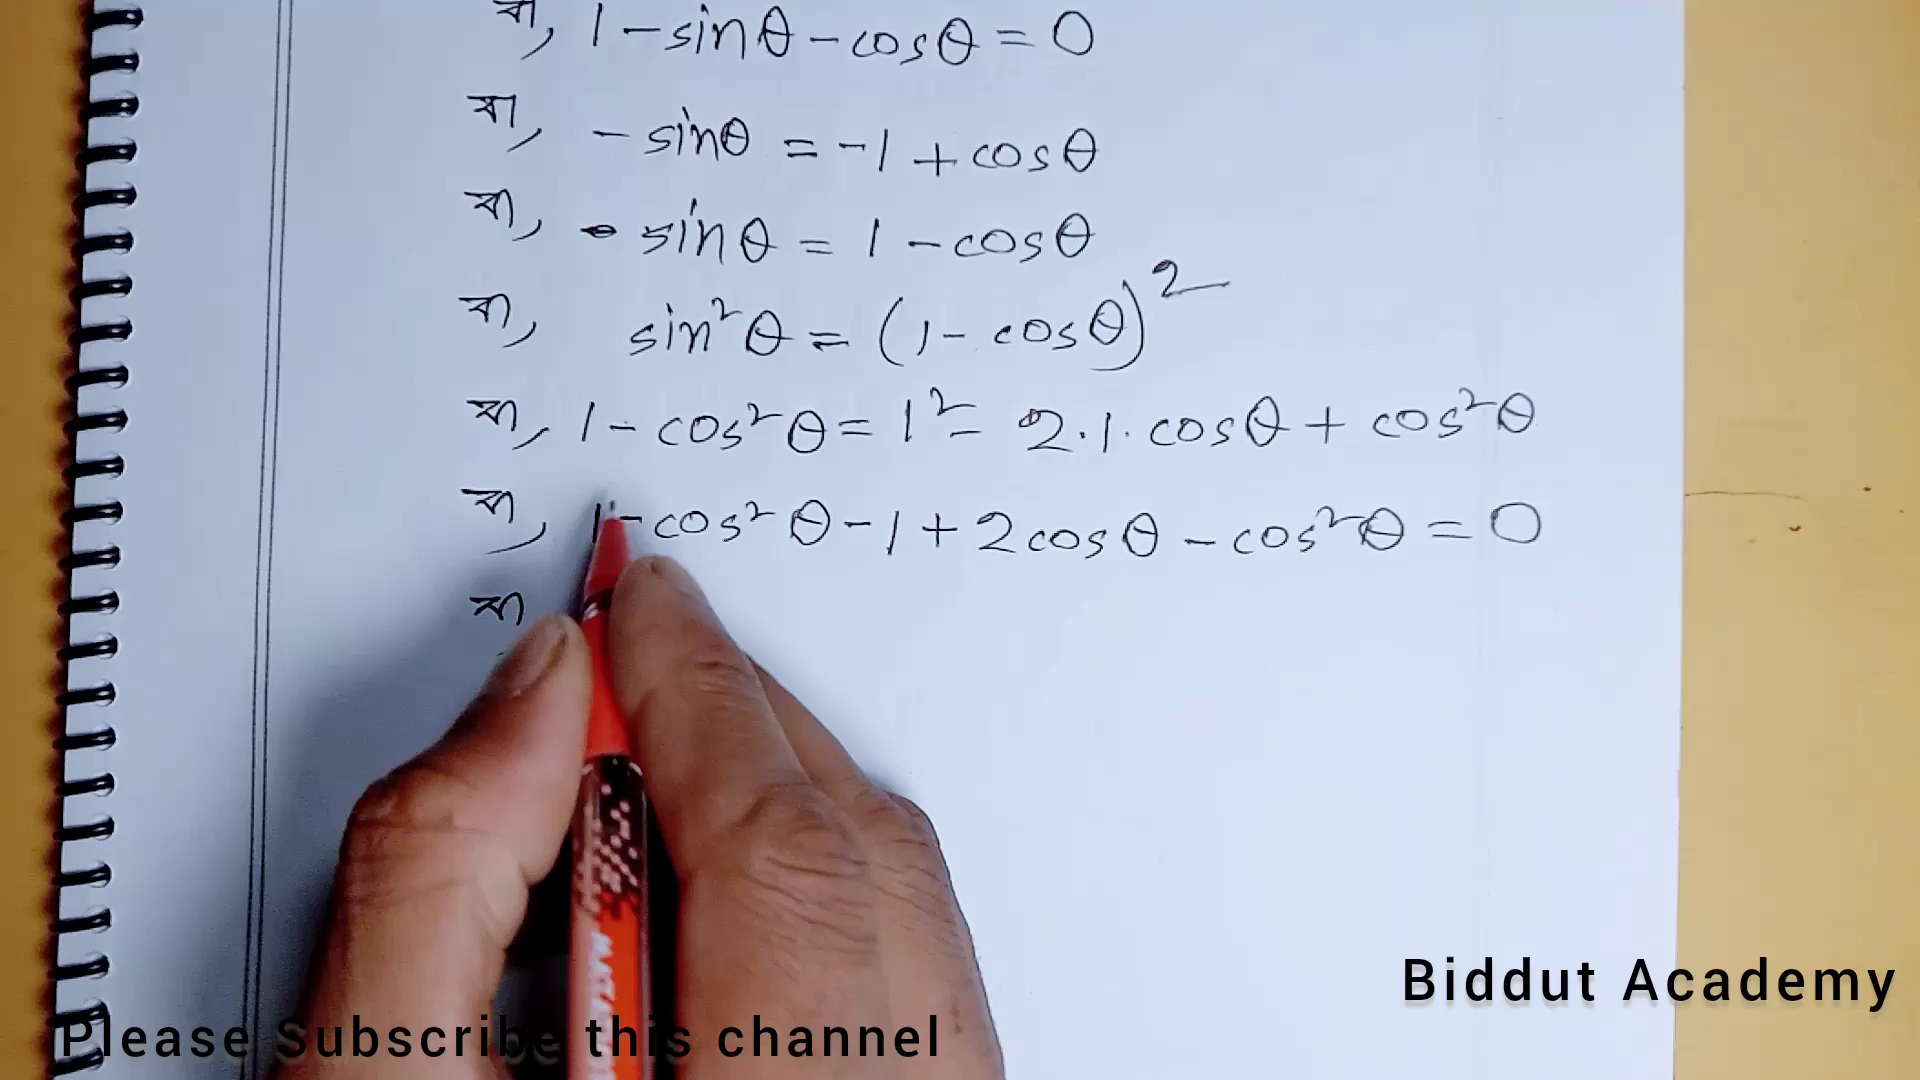 বা, 1 - sinθ - cosθ = 0
বা, - sinθ = -1 + cosθ
বা, - sinθ = 1 - cosθ
বা, sin²θ = (1 - cosθ)²
বা, 1 - cos²θ = 1² - 2.1.cosθ + cos²θ
বা, 1 - cos²θ - 1 + 2cosθ - cos²θ = 0
বা
Biddut Academy
Please Subscribe this channel